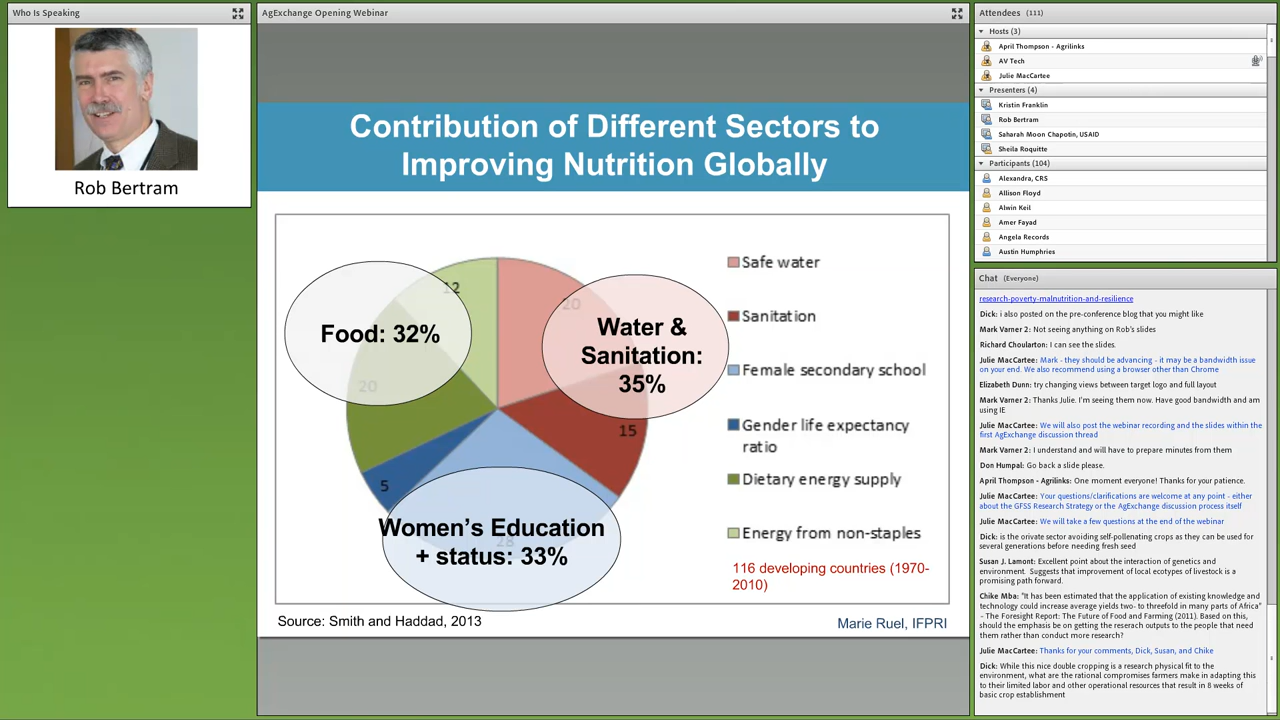 Who Is Speaking
Rob Bertram
AgExchange Opening Webinar
Contribution of Different Sectors to
Improving Nutrition Globally
12
20
Food: 32%
Water &
Sanitation:
35%
20
15
5
28
Women's Education
+ status: 33%
Safe water
Sanitation
Female secondary school
Gender life expectancy
ratio
Dietary energy supply
Energy from non-staples
116 developing countries (1970-
2010)
Source: Smith and Haddad, 2013
Marie Ruel, IFPRI
Attendees (111)
Hosts (3)
April Thompson - Agrilinks
AV Tech
Julie MacCartee
Presenters (4)
Kristin Franklin
Rob Bertram
Saharah Moon Chapotin, USAID
Sheila Roquitte
Participants (104)
Alexandra, CRS
Allison Floyd
Alwin Keil
Amer Fayad
Angela Records
Austin Humphries
Chat (Everyone)
research-poverty-malnutrition-and-resilience
Dick: i also posted on the pre-conference blog that you might like
Mark Varner 2: Not seeing anything on Rob's slides
Richard Choularton: I can see the slides.
Julie MacCartee: Mark - they should be advancing - it may be a bandwidth issue
on your end. We also recommend using a browser other than Chrome
Elizabeth Dunn: try changing views between target logo and full layout
Mark Varner 2: Thanks Julie. I'm seeing them now. Have good bandwidth and am
using IE
Julie MacCartee: We will also post the webinar recording and the slides within the
first AgExchange discussion thread
Mark Varner 2: I understand and will have to prepare minutes from them
Don Humpal: Go back a slide please.
April Thompson - Agrilinks: One moment everyone! Thanks for your patience.
Julie MacCartee: Your questions/clarifications are welcome at any point - either
about the GFSS Research Strategy or the AgExchange discussion process itself
Julie MacCartee: We will take a few questions at the end of the webinar
Dick: is the orivate sector avoiding self-pollenating crops as they can be used for
several generations before needing fresh seed
Susan J. Lamont: Excellent point about the interaction of genetics and
environment. Suggests that improvement of local ecotypes of livestock is a
promising path forward.
Chike Mba: "It has been estimated that the application of existing knowledge and
technology could increase average yields two- to threefold in many parts of Africa"
- The Foresight Report: The Future of Food and Farming (2011). Based on this,
should the emphasis be on getting the reserach outputs to the people that need
them rather than conduct more research?
Julie MacCartee: Thanks for your comments, Dick, Susan, and Chike
Dick: While this nice double cropping is a research physical fit to the
environment, what are the rational compromises farmers make in adapting this
to their limited labor and other operational resources that result in 8 weeks of
basic crop establishment